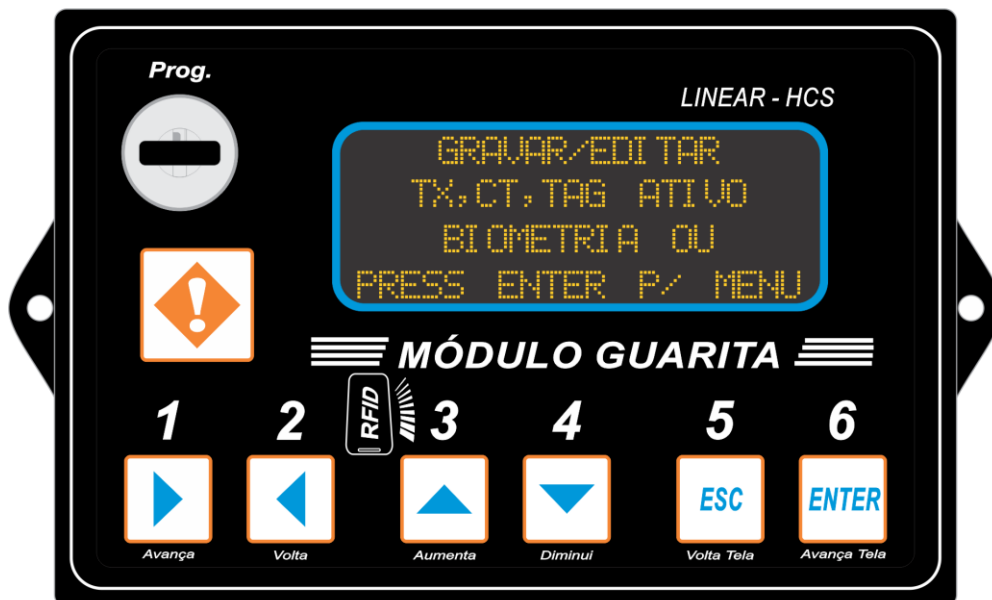 Prog.
LINEAR - HCS
GRAVAR/EDITAR
TX,CT,TAG ATIVO
BIOMETRIA OU
PRESS ENTER P/ MENU
!
MÓDULO GUARITA
RFID
1 2 3 4 5 6
ESC ENTER
Avança Volta Aumenta Diminui Volta Tela Avança Tela